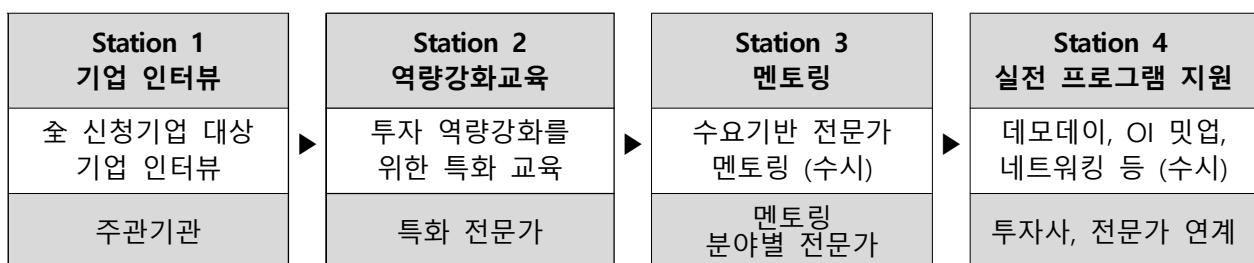 Station 1
기업 인터뷰
全 신청기업 대상
기업 인터뷰
주관기관
▶
Station 2
역량강화교육
투자 역량강화를
위한 특화 교육
특화 전문가
▶
Station 3
멘토링
수요기반 전문가
멘토링 (수시)
멘토링
분야별 전문가
▶
Station 4
실전 프로그램 지원
데모데이, OI 밋업,
네트워킹 등 (수시)
투자사, 전문가 연계